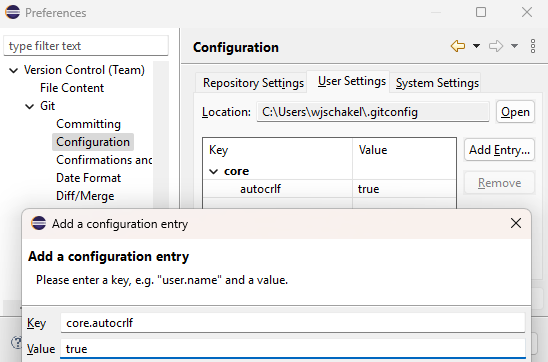 Preferences
type filter text
Version Control (Team)
File Content
Git
Committing
Configuration
Confirmations and
Date Format
Diff/Merge
Configuration
Repository Settings
User Settings
System Settings
Location:
C:\Users\wjschakel\.gitconfig
Open
Key Value
core
autocrlf true
Add Entry...
Remove
Add a configuration entry
Add a configuration entry
Please enter a key, e.g. "user.name" and a value.
Key core.autocrlf
Value true